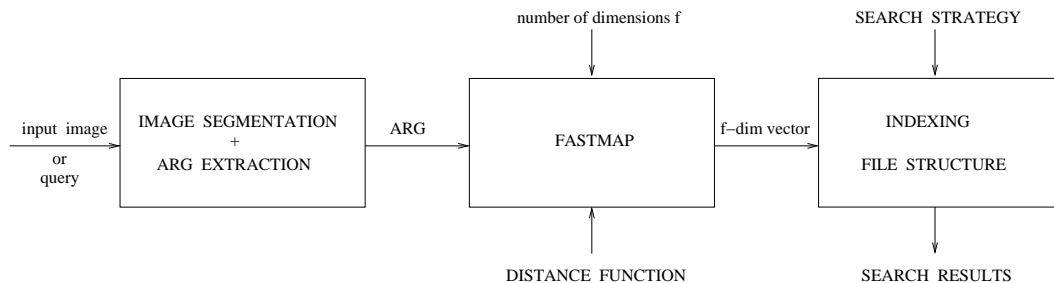 number of dimensions f
SEARCH STRATEGY
input image
or
query
IMAGE SEGMENTATION
+
ARG EXTRACTION
ARG
FASTMAP
f-dim vector
INDEXING
FILE STRUCTURE
DISTANCE FUNCTION
SEARCH RESULTS